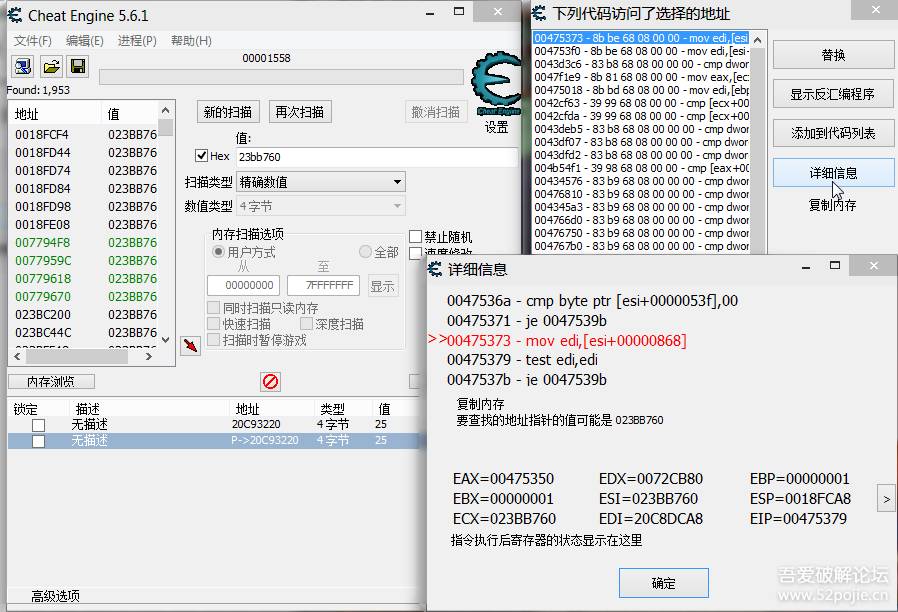 Cheat Engine 5.6.1
文件(F) 编辑(E) 进程(P) 帮助(H)
00001558
Found: 1,953
地址 值
0018FCF4 023BB76
0018FD44 023BB76
0018FD74 023BB76
0018FD84 023BB76
0018FD98 023BB76
0018FE08 023BB76
007794F8 023BB76
0077959C 023BB76
00779618 023BB76
00779670 023BB76
023BC200 023BB76
023BC44C 023BB76
新的扫描 再次扫描 撤消扫描
Cheat Engine
设置
值:
Hex 23bb760
扫描类型 精确数值
数值类型 4 字节
内存扫描选项
用户方式 全部
从 至
00000000 7FFFFFFF 显示
同时扫描只读内存
快速扫描 深度扫描
扫描时暂停游戏
禁止随机
内存浏览
锁定 描述 地址 类型 值
无描述 20C93220 4 字节 25
无描述 P->20C93220 4 字节 25
高级选项
下列代码访问了选择的地址
00475373 - 8b be 68 08 00 00 - mov edi,[esi
004753f0 - 8b be 68 08 00 00 - mov edi,[esi-
0043d3c6 - 83 b8 68 08 00 00 - cmp dwor
0047f1e9 - 8b 81 68 08 00 00 - mov eax,[ec
00475018 - 8b bd 68 08 00 00 - mov edi,[ebp
0042cf63 - 39 99 68 08 00 00 - cmp [ecx+00
0042cfda - 39 99 68 08 00 00 - cmp [ecx+00
0043deb5 - 83 b8 68 08 00 00 - cmp dwor
0043df07 - 83 b8 68 08 00 00 - cmp dwor
0043dfd2 - 83 b8 68 08 00 00 - cmp dwor
004b54f1 - 39 98 68 08 00 00 - cmp [eax+00
00434576 - 83 b9 68 08 00 00 - cmp dwor
00476810 - 83 b9 68 08 00 00 - cmp dwor
004345a3 - 83 b9 68 08 00 00 - cmp dwor
004766d0 - 83 b9 68 08 00 00 - cmp dwor
00476750 - 83 b9 68 08 00 00 - cmp dwor
004767b0 - 83 b9 68 08 00 00 - cmp dwor
替换
显示反汇编程序
添加到代码列表
详细信息
复制内存
详细信息
0047536a - cmp byte ptr [esi+0000053f],00
00475371 - je 0047539b
>>00475373 - mov edi,[esi+00000868]
00475379 - test edi,edi
0047537b - je 0047539b
复制内存
要查找的地址指针的值可能是 023BB760
EAX=00475350 EDX=0072CB80 EBP=00000001
EBX=00000001 ESI=023BB760 ESP=0018FCA8
ECX=023BB760 EDI=20C8DCA8 EIP=00475379
>
指令执行后寄存器的状态显示在这里
确定
吾爱破解论坛
www.52pojie.cn